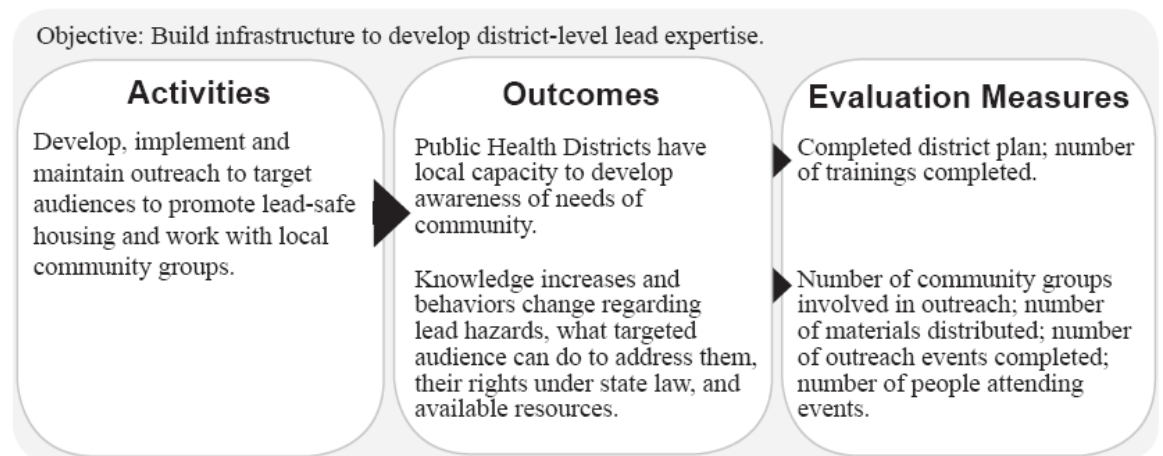 Objective: Build infrastructure to develop district-level lead expertise.
Activities
Develop, implement and
maintain outreach to target
audiences to promote lead-safe
housing and work with local
community groups.
Outcomes
Public Health Districts have
local capacity to develop
awareness of needs of
community.
Knowledge increases and
behaviors change regarding
lead hazards, what targeted
audience can do to address them,
their rights under state law, and
available resources.
Evaluation Measures
Completed district plan; number
of trainings completed.
Number of community groups
involved in outreach; number
of materials distributed; number
of outreach events completed;
number of people attending
events.